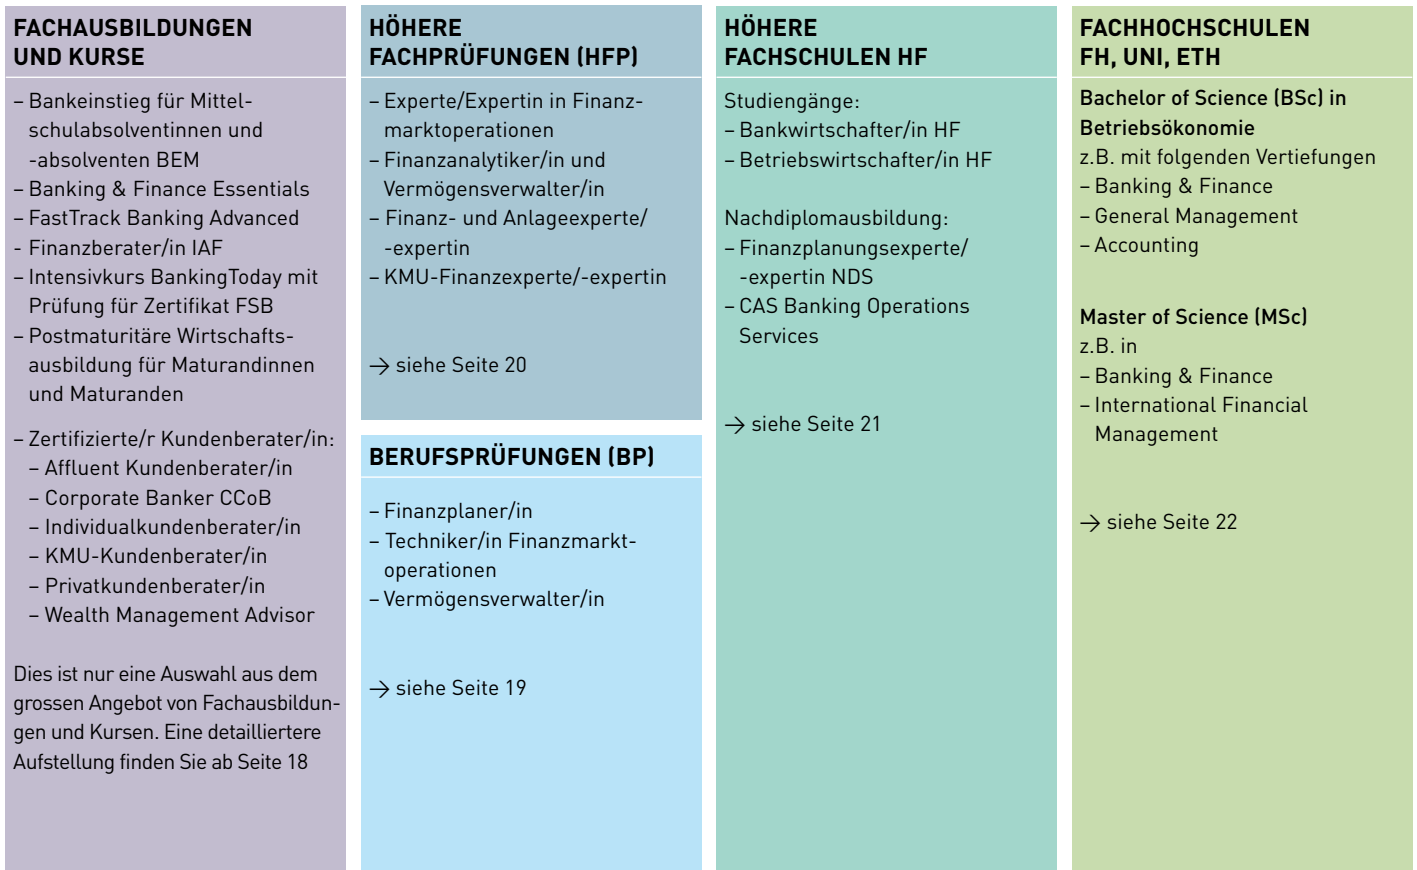 FACHAUSBILDUNGEN
UND KURSE
– Bankeinstieg für Mittel-
schulabsolventinnen und
-absolventen BEM
– Banking & Finance Essentials
– FastTrack Banking Advanced
- Finanzberater/in IAF
– Intensivkurs BankingToday mit
Prüfung für Zertifikat FSB
– Postmaturitäre Wirtschafts-
ausbildung für Maturandinnen
und Maturanden
– Zertifizierte/r Kundenberater/in:
– Affluent Kundenberater/in
– Corporate Banker CCoB
– Individualkundenberater/in
– KMU-Kundenberater/in
– Privatkundenberater/in
– Wealth Management Advisor
Dies ist nur eine Auswahl aus dem
grossen Angebot von Fachausbildun-
gen und Kursen. Eine detailliertere
Aufstellung finden Sie ab Seite 18
HÖHERE
FACHPRÜFUNGEN (HFP)
– Experte/Expertin in Finanz-
marktoperationen
– Finanzanalytiker/in und
Vermögensverwalter/in
– Finanz- und Anlageexperte/
-expertin
– KMU-Finanzexperte/-expertin
→ siehe Seite 20
BERUFSPRÜFUNGEN (BP)
– Finanzplaner/in
– Techniker/in Finanzmarkt-
operationen
– Vermögensverwalter/in
→ siehe Seite 19
HÖHERE
FACHSCHULEN HF
Studiengänge:
– Bankwirtschafter/in HF
– Betriebswirtschafter/in HF
Nachdiplomausbildung:
– Finanzplanungsexperte/
-expertin NDS
– CAS Banking Operations
Services
→ siehe Seite 21
FACHHOCHSCHULEN
FH, UNI, ETH
Bachelor of Science (BSc) in
Betriebsökonomie
z.B. mit folgenden Vertiefungen
– Banking & Finance
– General Management
– Accounting
Master of Science (MSc)
z.B. in
– Banking & Finance
– International Financial
Management
→ siehe Seite 22